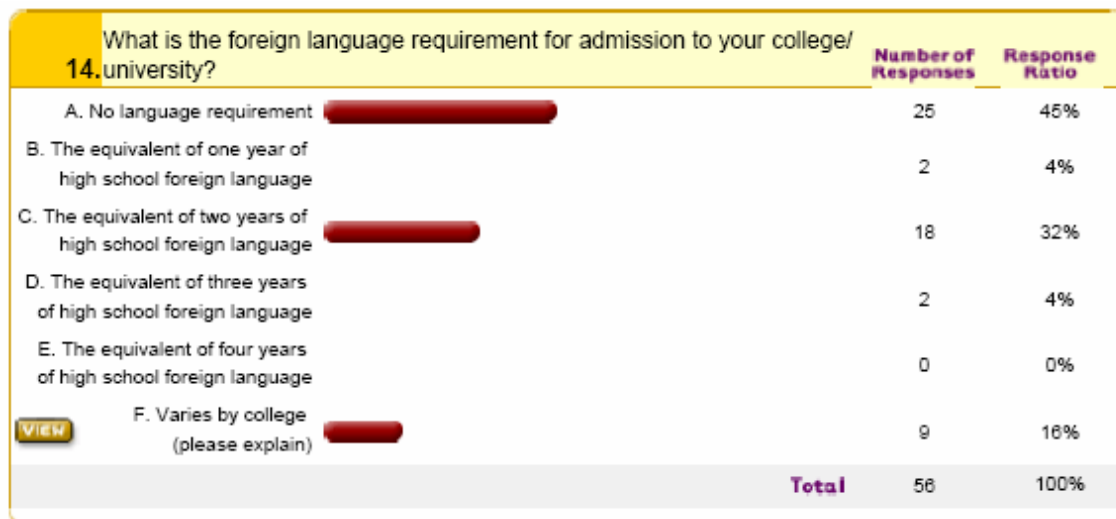 What is the foreign language requirement for admission to your college/
14. university?
Number of Responses
Response Ratio
A. No language requirement 25 45%
B. The equivalent of one year of
high school foreign language 2 4%
C. The equivalent of two years of
high school foreign language 18 32%
D. The equivalent of three years
of high school foreign language 2 4%
E. The equivalent of four years
of high school foreign language 0 0%
VIEW F. Varies by college
(please explain) 9 16%
Total 56 100%